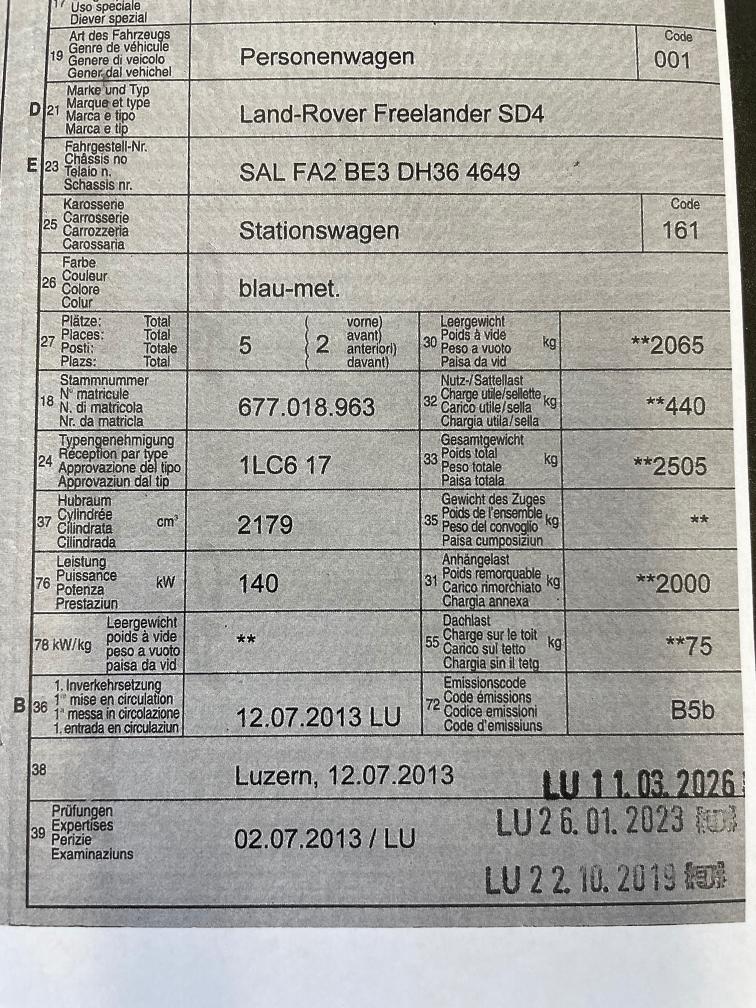 17 Uso speciale
Diever spezial
19 Art des Fahrzeugs
Genre de véhicule
Genere di veicolo
Gener dal vehichel
Personenwagen
Code
001
D 21 Marke und Typ
Marque et type
Marca e tipo
Marca e tip
Land-Rover Freelander SD4
E 23 Fahrgestell-Nr.
Châssis no
Telaio n.
Schassis nr.
SAL FA2 BE3 DH36 4649
25 Karosserie
Carrosserie
Carrozzeria
Carossaria
Stationswagen
Code
161
26 Farbe
Couleur
Colore
Colur
blau-met.
27 Plätze: Total
Places: Total
Posti: Totale
Plazs: Total
5 ( 2 vorne)
( avant)
( anteriori)
( davant)
30 Leergewicht
Poids à vide kg
Peso a vuoto
Paisa da vid
**2065
18 Stammnummer
N° matricule
N. di matricola
Nr. da matricla
677.018.963
32 Nutz-/Sattellast
Charge utile/sellette kg
Carico utile/sella
Chargia utila/sella
**440
24 Typengenehmigung
Réception par type
Approvazione del tipo
Approvaziun dal tip
1LC6 17
33 Gesamtgewicht
Poids total kg
Peso totale
Paisa totala
**2505
37 Hubraum
Cylindrée cm³
Cilindrata
Cilindrada
2179
35 Gewicht des Zuges
Poids de l'ensemble kg
Peso del convoglio
Paisa cumposiziun
**
76 Leistung
Puissance kW
Potenza
Prestaziun
140
31 Anhängelast
Poids remorquable kg
Carico rimorchiato
Chargia annexa
**2000
78 kW/kg Leergewicht
poids à vide
peso a vuoto
paisa da vid
**
55 Dachlast
Charge sur le toit kg
Carico sul tetto
Chargia sin il tetg
**75
B 36 1. Inverkehrsetzung
1re mise en circulation
1a messa in circolazione
1. entrada en circulaziun
12.07.2013 LU
72 Emissionscode
Code émissions
Codice emissioni
Code d'emissiuns
B5b
38
Luzern, 12.07.2013
LU 11.03.2026
39 Prüfungen
Expertises
Perizie
Examinaziuns
02.07.2013 / LU
LU 26.01.2023
LU 22.10.2019